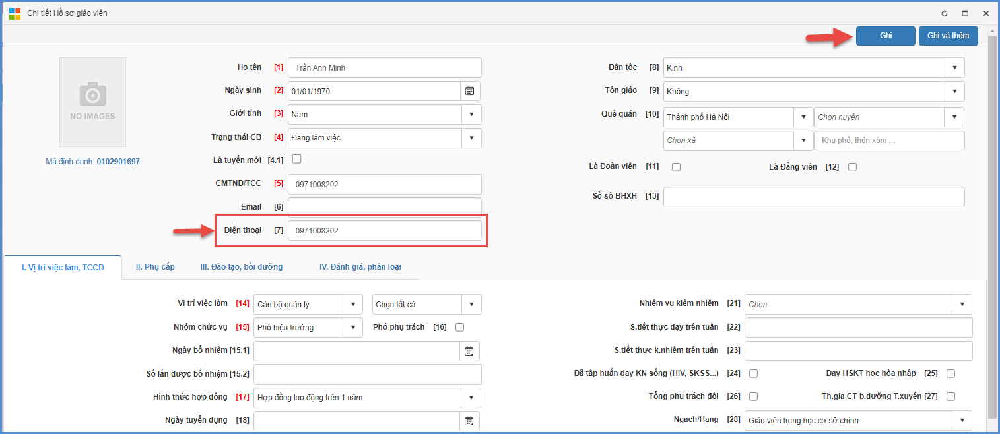 Chi tiết Hồ sơ giáo viên
Ghi
Ghi và thêm
NO IMAGES
Mã định danh: 0102901697
Họ tên [1] Trần Anh Minh
Ngày sinh [2] 01/01/1970
Giới tính [3] Nam
Trạng thái CB [4] Đang làm việc
Là tuyển mới [4.1]
CMTND/TCC [5] 0971008202
Email [6]
Điện thoại [7] 0971008202
Dân tộc [8] Kinh
Tôn giáo [9] Không
Quê quán [10] Thành phố Hà Nội Chọn huyện
Chọn xã Khu phố, thôn xóm ...
Là Đoàn viên [11] Là Đảng viên [12]
Số sổ BHXH [13]
I. Vị trí việc làm, TCCD II. Phụ cấp III. Đào tạo, bồi dưỡng IV. Đánh giá, phân loại
Vị trí việc làm [14] Cán bộ quản lý Chọn tất cả
Nhóm chức vụ [15] Phó hiệu trưởng Phó phụ trách [16]
Ngày bổ nhiệm [15.1]
Số lần được bổ nhiệm [15.2]
Hình thức hợp đồng [17] Hợp đồng lao động trên 1 năm
Ngày tuyển dụng [18]
Nhiệm vụ kiêm nhiệm [21] Chọn
S.tiết thực dạy trên tuần [22]
S.tiết thực k.nhiệm trên tuần [23]
Đã tập huấn dạy KN sống (HIV, SKSS...) [24] Dạy HSKT học hòa nhập [25]
Tổng phụ trách đội [26] Th.gia CT b.dưỡng T.xuyên [27]
Ngạch/Hạng [28] Giáo viên trung học cơ sở chính